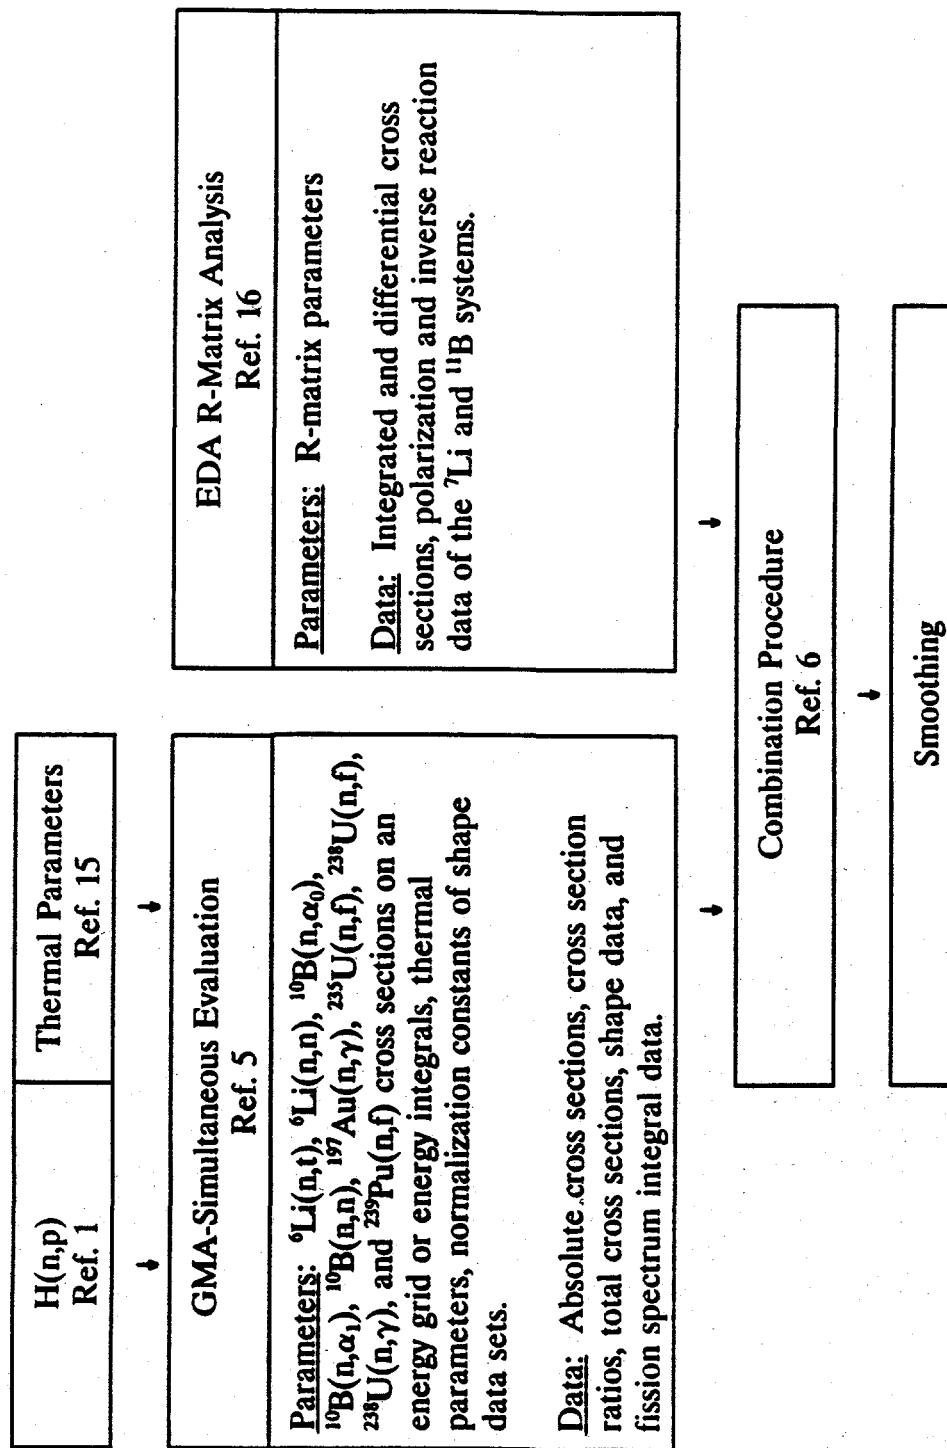 H(n,p)
Ref. 1
Thermal Parameters
Ref. 15
GMA-Simultaneous Evaluation
Ref. 5
Parameters: ⁶Li(n,t), ⁶Li(n,n), ¹⁰B(n,α₀),
¹⁰B(n,α₁), ¹⁰B(n,n), ¹⁹⁷Au(n,γ), ²³⁵U(n,f), ²³⁸U(n,f),
²³⁸U(n,γ), and ²³⁹Pu(n,f) cross sections on an
energy grid or energy integrals, thermal
parameters, normalization constants of shape
data sets.
Data: Absolute cross sections, cross section
ratios, total cross sections, shape data, and
fission spectrum integral data.
EDA R-Matrix Analysis
Ref. 16
Parameters: R-matrix parameters
Data: Integrated and differential cross
sections, polarization and inverse reaction
data of the ⁷Li and ¹¹B systems.
Combination Procedure
Ref. 6
Smoothing